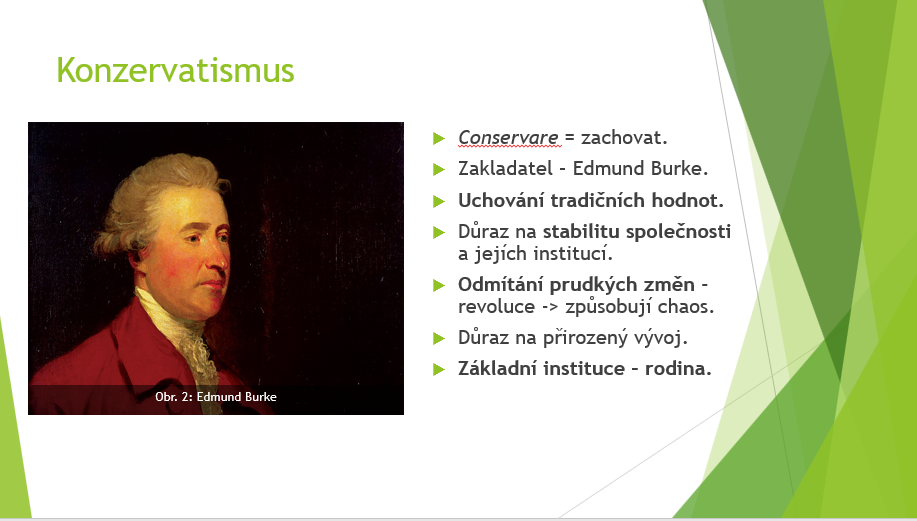 Konzervatismus
Conservare = zachovat.
Zakladatel – Edmund Burke.
Uchování tradičních hodnot.
Důraz na stabilitu společnosti
a jejích institucí.
Odmítání prudkých změn –
revoluce -> způsobují chaos.
Důraz na přirozený vývoj.
Základní instituce – rodina.
Obr. 2: Edmund Burke